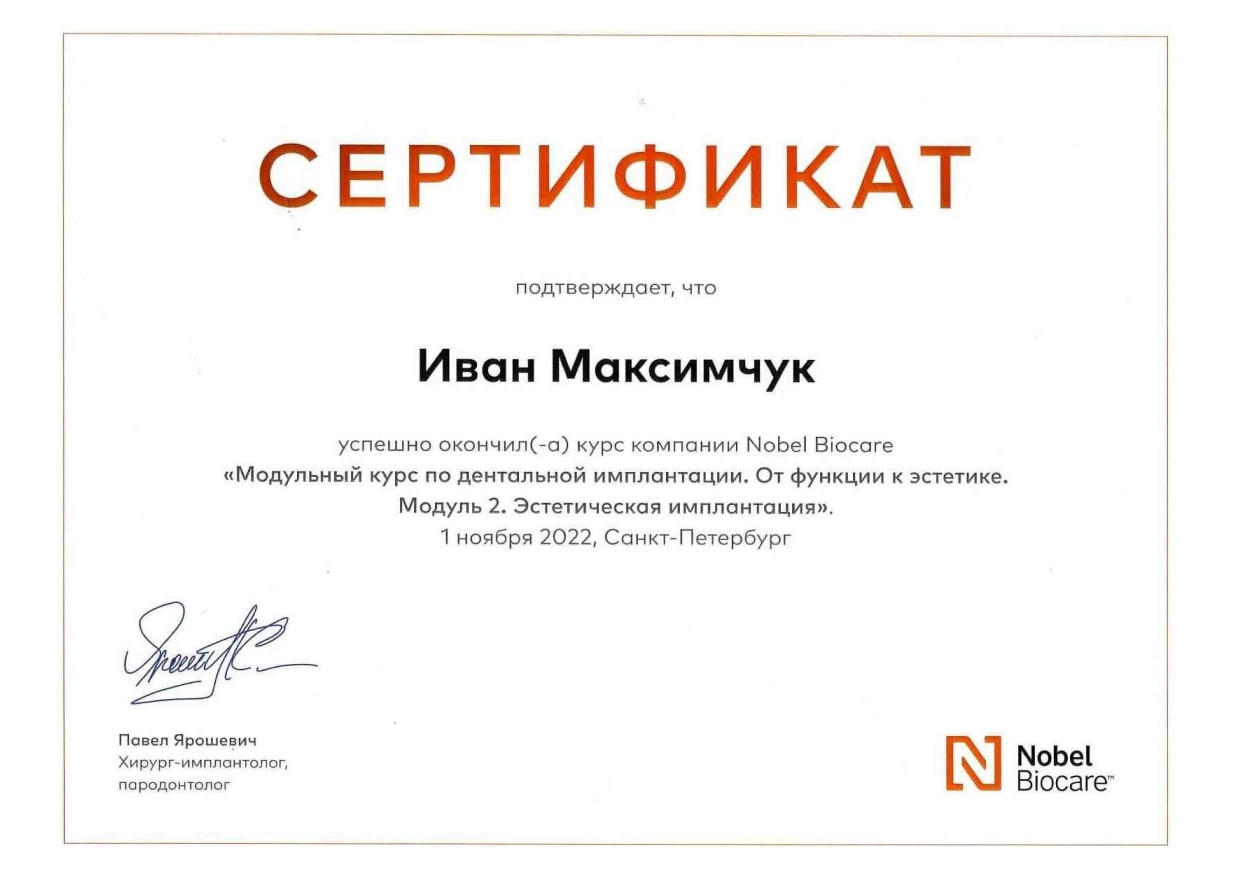 СЕРТИФИКАТ
подтверждает, что
Иван Максимчук
успешно окончил(-а) курс компании Nobel Biocare
«Модульный курс по дентальной имплантации. От функции к эстетике.
Модуль 2. Эстетическая имплантация».
1 ноября 2022, Санкт-Петербург
Павел Ярошевич
Хирург-имплантолог,
пародонтолог
Nobel
Biocare™